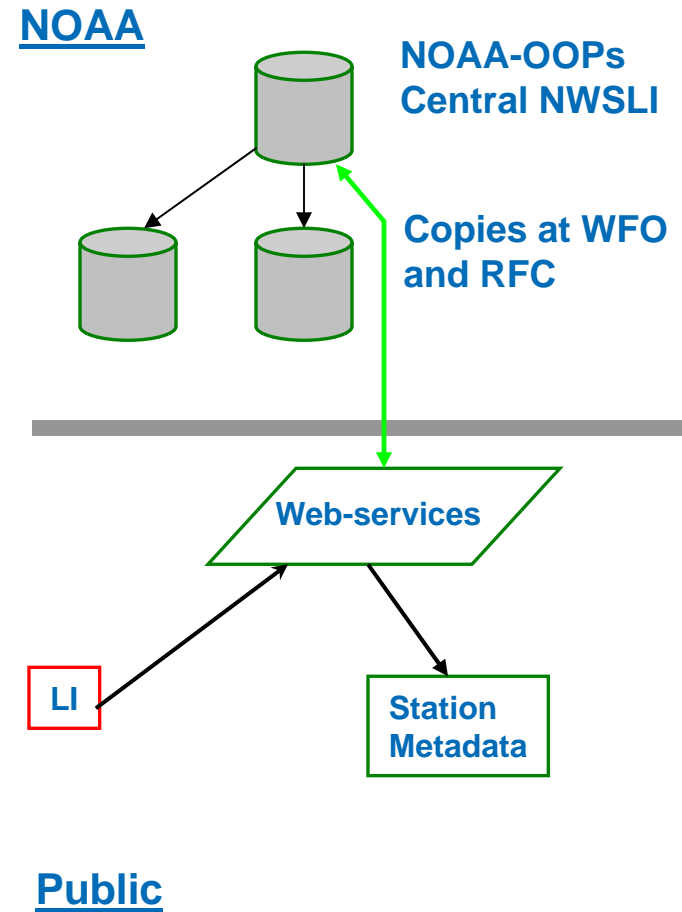 NOAA
NOAA-OOPs
Central NWSLI
Copies at WFO
and RFC
Web-services
LI
Station
Metadata
Public